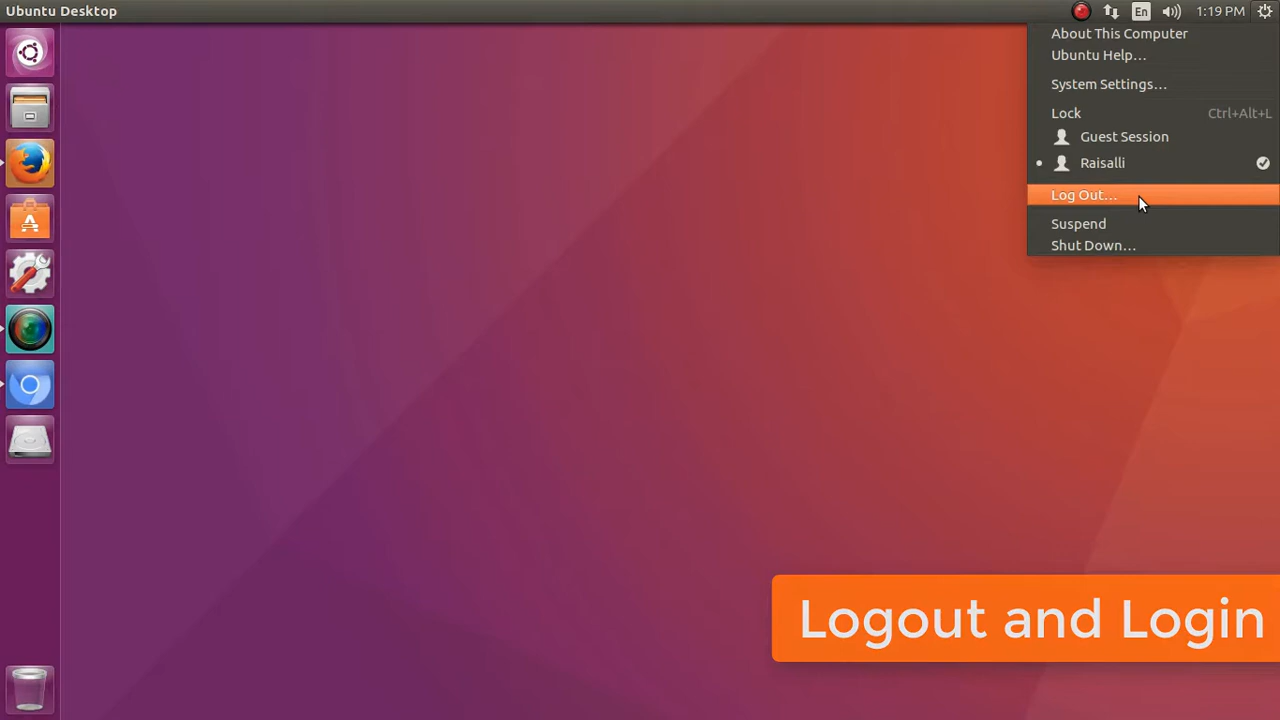 Ubuntu Desktop
En
1:19 PM
About This Computer
Ubuntu Help...
System Settings...
Lock Ctrl+Alt+L
Guest Session
Raisalli
Log Out...
Suspend
Shut Down...
Logout and Login